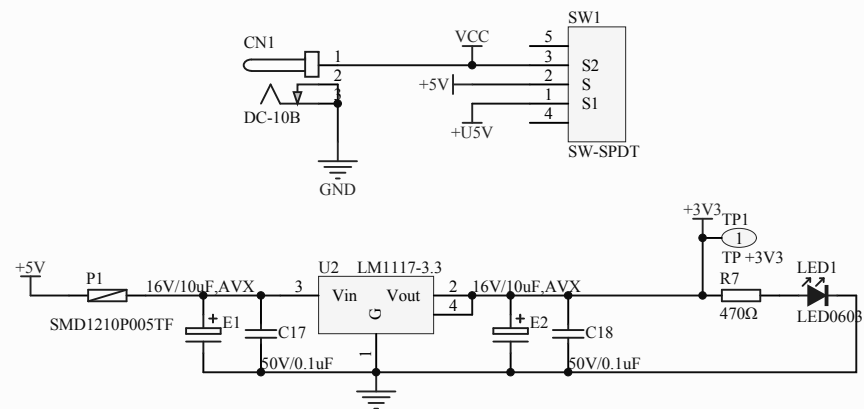 SW1
CN1
VCC
5
1
3
S2
2
+5V
2
S
3
1
S1
DC-10B
+U5V
4
SW-SPDT
GND
+3V3
TP1
1
+5V
P1
U2
LM1117-3.3
TP +3V3
LED1
16V/10uF,AVX
3
Vin
Vout
2
16V/10uF,AVX
R7
4
SMD1210P005TF
+
E1
C17
G
+
E2
C18
470Ω
LED0603
1
50V/0.1uF
50V/0.1uF